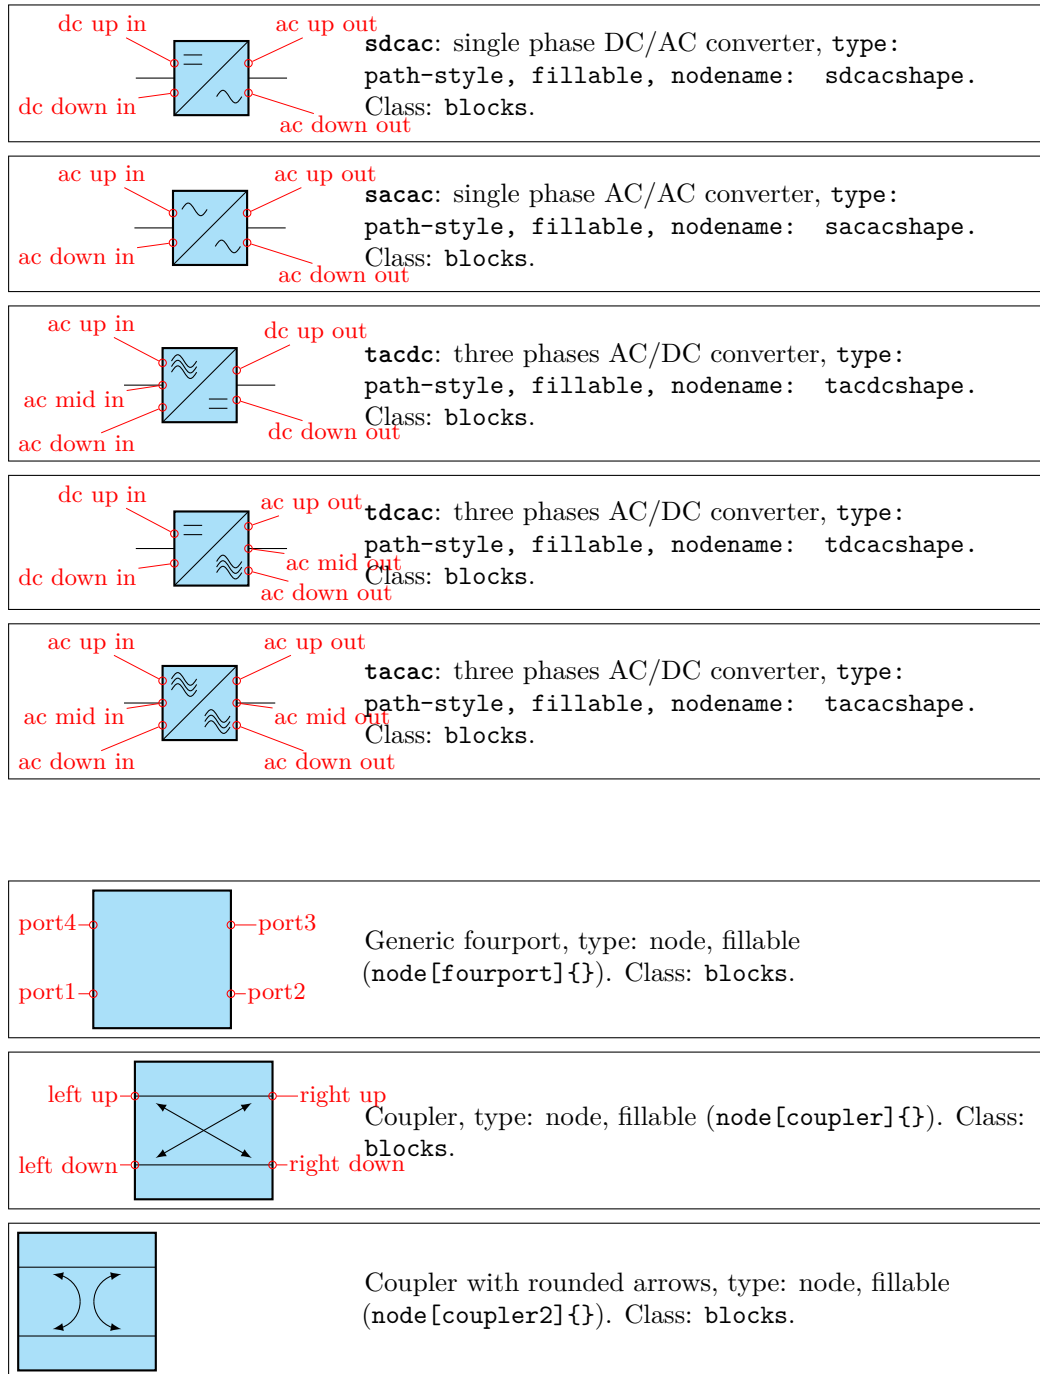 dc up in
ac up out
dc down in
ac down out
sdcac: single phase DC/AC converter, type:
path-style, fillable, nodename: sdcacshape.
Class: blocks.
ac up in
ac up out
ac down in
ac down out
sacac: single phase AC/AC converter, type:
path-style, fillable, nodename: sacacshape.
Class: blocks.
ac up in
dc up out
ac mid in
ac down in
dc down out
tacdc: three phases AC/DC converter, type:
path-style, fillable, nodename: tacdcshape.
Class: blocks.
dc up in
ac up out
ac mid out
dc down in
ac down out
tdcac: three phases AC/DC converter, type:
path-style, fillable, nodename: tdcacshape.
Class: blocks.
ac up in
ac up out
ac mid in
ac mid out
ac down in
ac down out
tacac: three phases AC/DC converter, type:
path-style, fillable, nodename: tacacshape.
Class: blocks.
port4
port3
port1
port2
Generic fourport, type: node, fillable
(node[fourport]{}). Class: blocks.
left up
right up
left down
right down
Coupler, type: node, fillable (node[coupler]{}). Class:
blocks.
Coupler with rounded arrows, type: node, fillable
(node[coupler2]{}). Class: blocks.